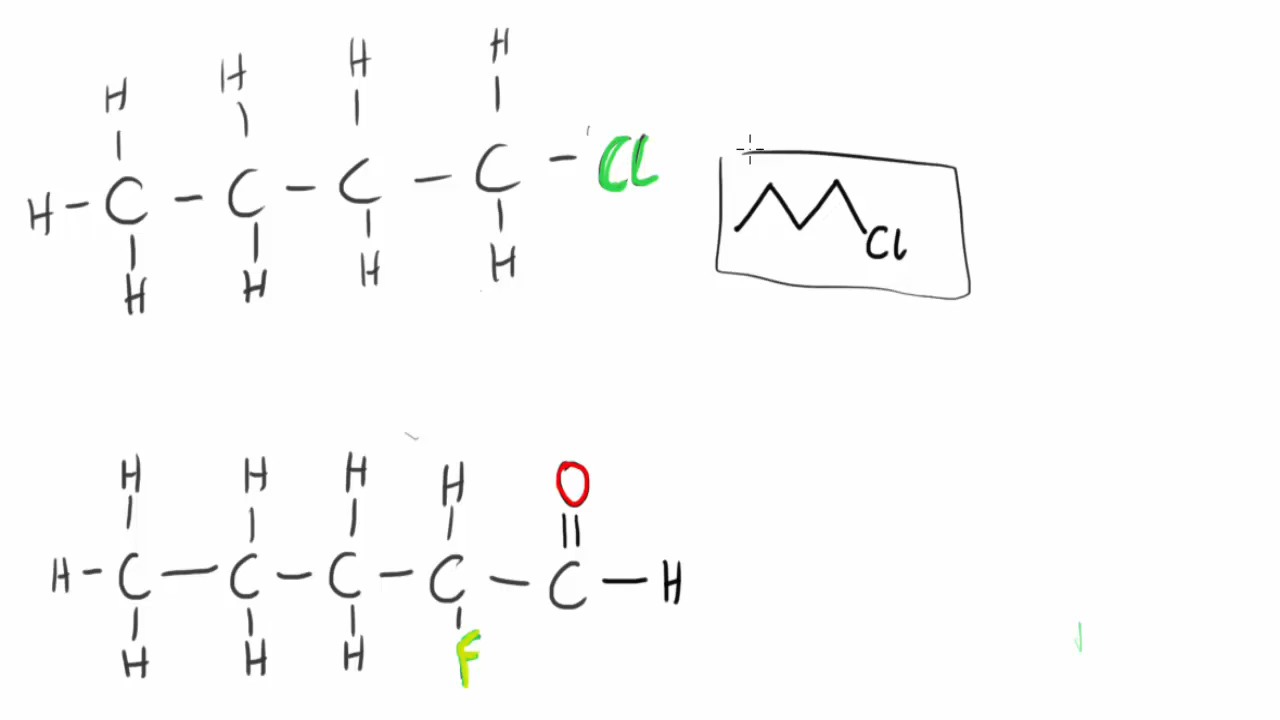 H H H H
H - C - C - C - C - Cl
H H H H
Cl
H H H H O
H - C - C - C - C - C - H
H H H F